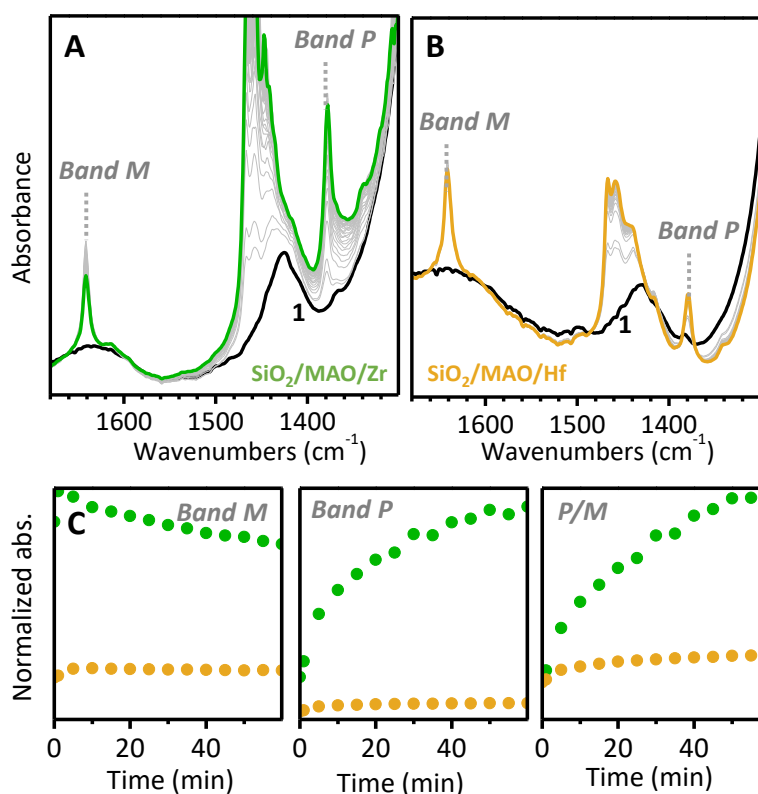 A
Band P
Band M
Absorbance
1
SiO₂/MAO/Zr
1600 1500 1400
Wavenumbers (cm⁻¹)
B
Band M
Band P
1
SiO₂/MAO/Hf
1600 1500 1400
Wavenumbers (cm⁻¹)
C
Band M
Normalized abs.
0 20 40
Time (min)
Band P
0 20 40
Time (min)
P/M
0 20 40
Time (min)